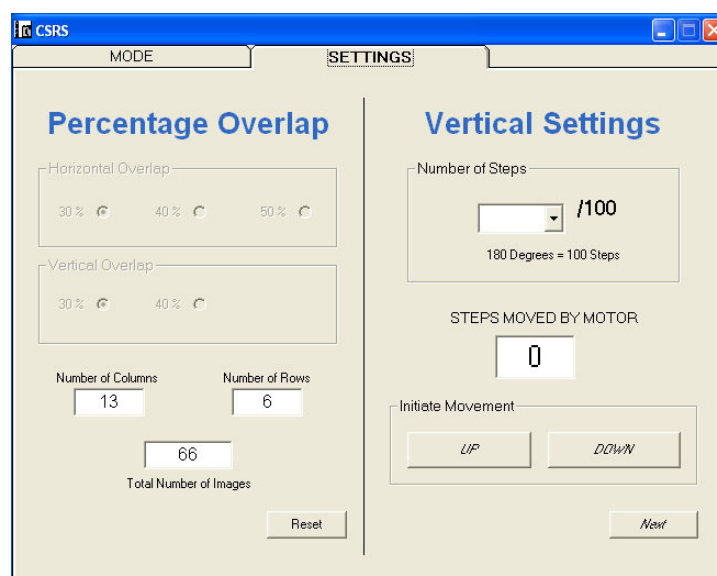 CSRS
MODE
SETTINGS
Percentage Overlap
Horizontal Overlap
30 %
40 %
50 %
Vertical Overlap
30 %
40 %
Number of Columns
Number of Rows
13
6
66
Total Number of Images
Reset
Vertical Settings
Number of Steps
/100
180 Degrees = 100 Steps
STEPS MOVED BY MOTOR
0
Initiate Movement
UP
DOWN
Next